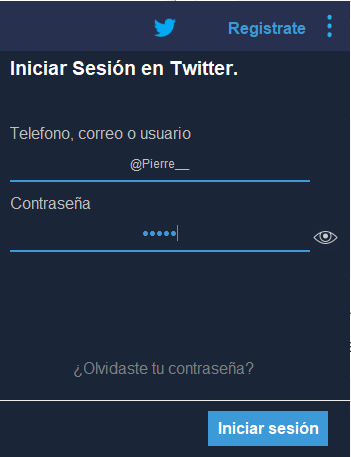 Registrate
Iniciar Sesión en Twitter.
Telefono, correo o usuario
@Pierre__
Contraseña
•••••
¿Olvidaste tu contraseña?
Iniciar sesión